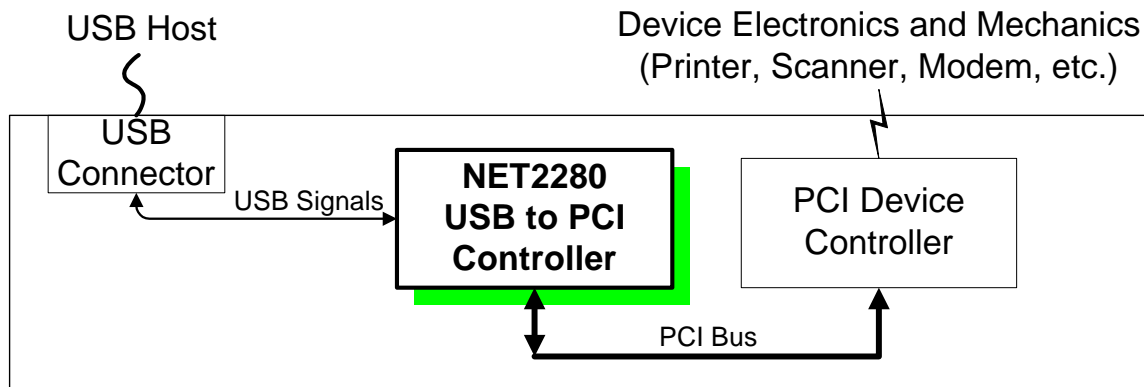 USB Host
Device Electronics and Mechanics
(Printer, Scanner, Modem, etc.)
USB
Connector
USB Signals
NET2280
USB to PCI
Controller
PCI Device
Controller
PCI Bus